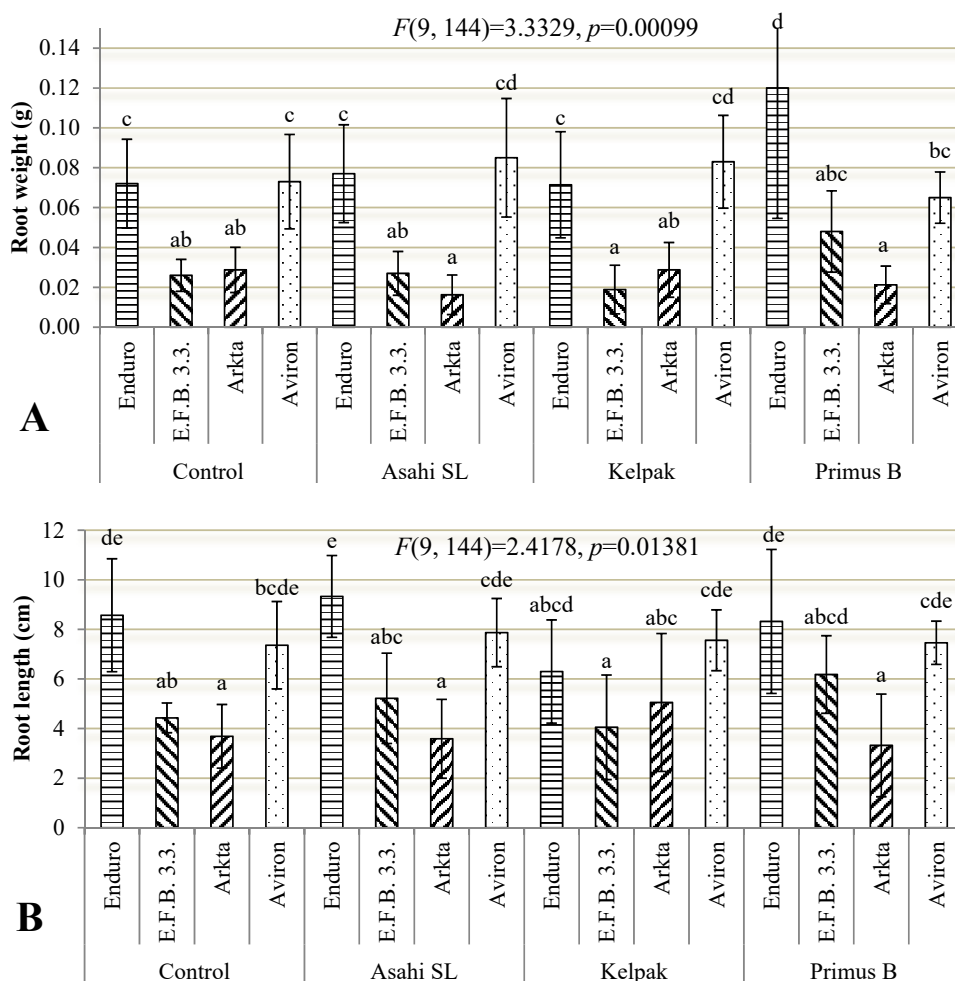 F(9, 144)=3.3329, p=0.00099
Root weight (g)
0.14
0.12
0.10
0.08
0.06
0.04
0.02
0.00
c ab ab c c ab a cd c a ab cd d abc a bc
Enduro E.F.B. 3.3. Arkta Aviron Enduro E.F.B. 3.3. Arkta Aviron Enduro E.F.B. 3.3. Arkta Aviron Enduro E.F.B. 3.3. Arkta Aviron
Control Asahi SL Kelpak Primus B
A
F(9, 144)=2.4178, p=0.01381
Root length (cm)
12
10
8
6
4
2
0
de ab a bcde e abc a cde abcd a abc cde de abcd a cde
Enduro E.F.B. 3.3. Arkta Aviron Enduro E.F.B. 3.3. Arkta Aviron Enduro E.F.B. 3.3. Arkta Aviron Enduro E.F.B. 3.3. Arkta Aviron
Control Asahi SL Kelpak Primus B
B